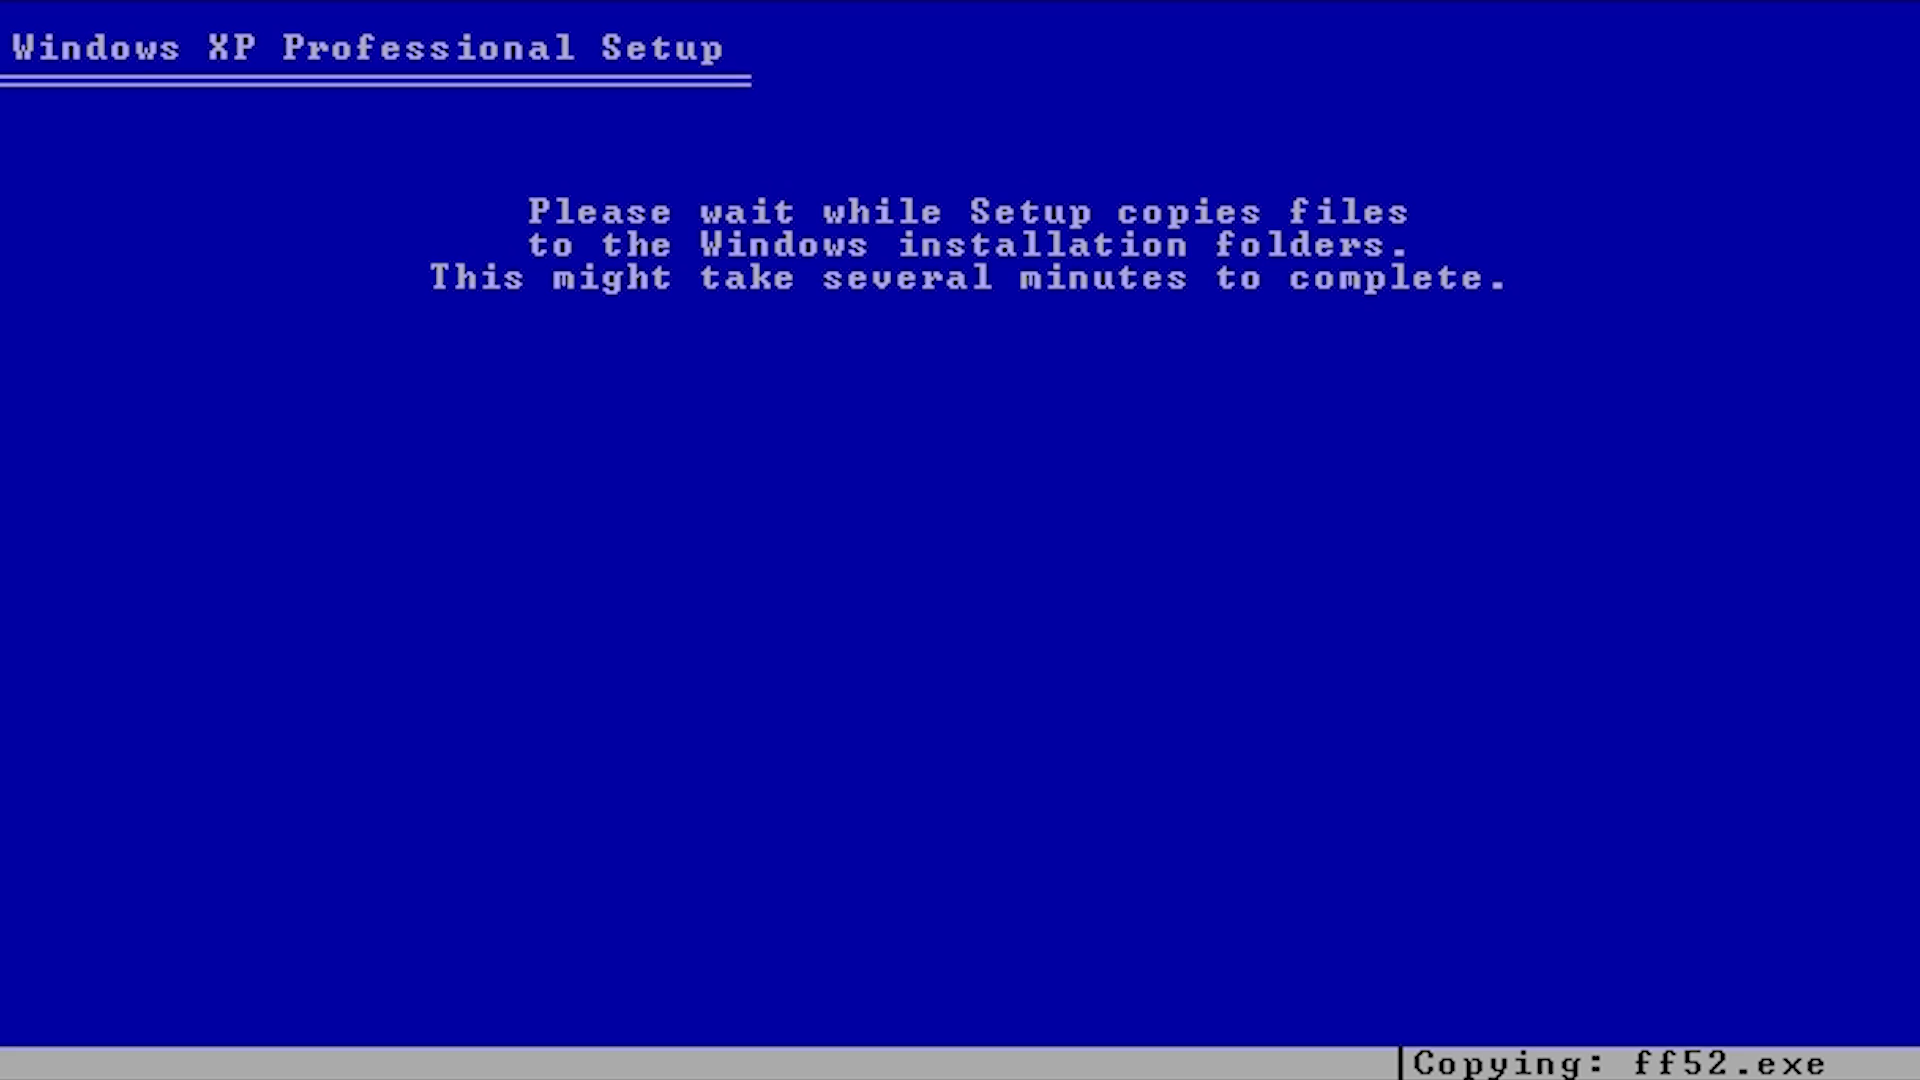 Windows XP Professional Setup
Please wait while Setup copies files
to the Windows installation folders.
This might take several minutes to complete.
Copying: ff52.exe